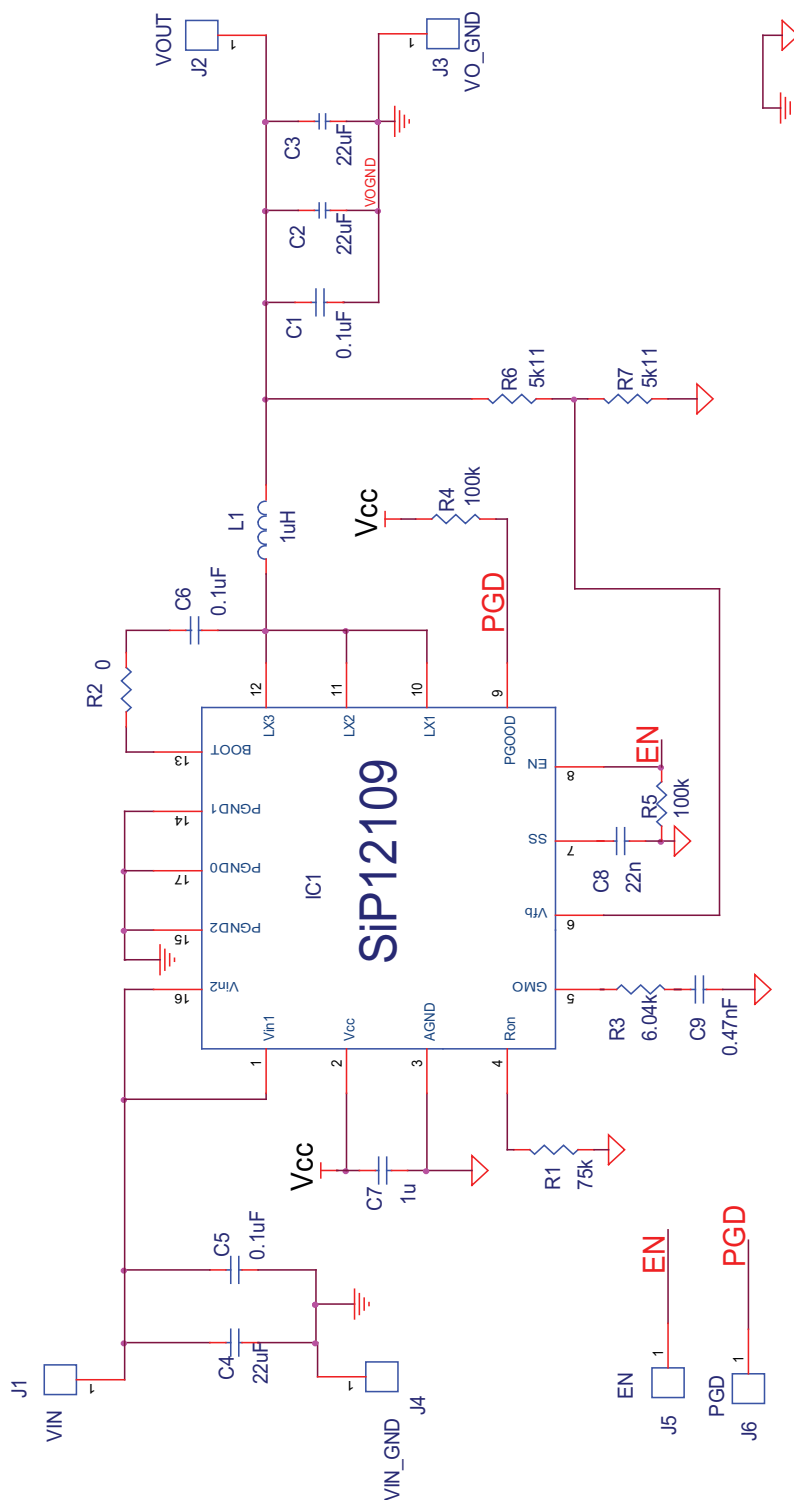 J1
VIN
1
C4
22uF
C5
0.1uF
1
VIN_GND
J4
R2
0
C6
0.1uF
L1
1uH
VOUT
J2
1
C1
0.1uF
C2
22uF
C3
22uF
VOGND
1
J3
VO_GND
16
15
17
14
13
Vin2
PGND2
PGND0
PGND1
BOOT
1
Vin1
LX3
12
IC1
2
Vcc
LX2
11
SiP12109
3
AGND
LX1
10
4
Ron
PGOOD
9
GMO
Vfb
SS
EN
5
6
7
8
Vcc
C7
1u
R1
75k
R3
6.04k
C9
0.47nF
C8
22n
R5
100k
EN
PGD
Vcc
R4
100k
R6
5k11
R7
5k11
EN
J5
1
EN
PGD
J6
1
PGD